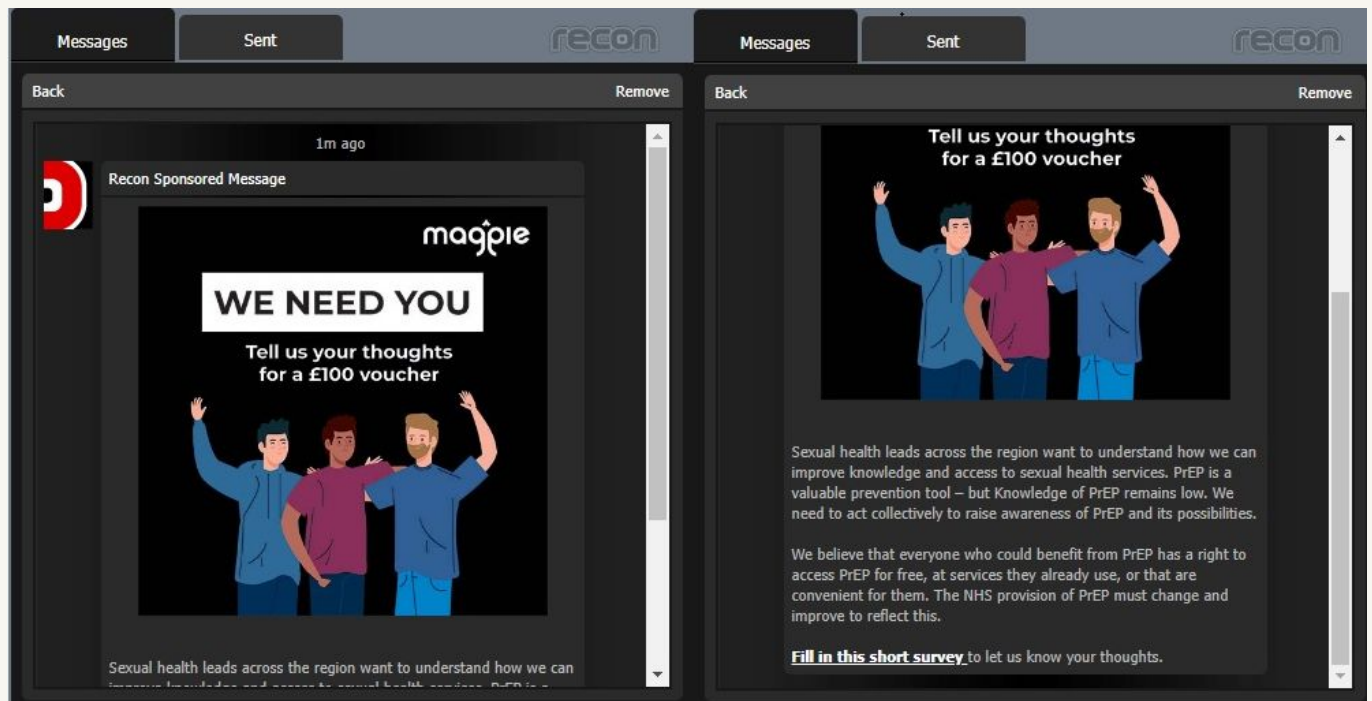 Messages
Sent
recon
Back
Remove
1m ago
Recon Sponsored Message
magpie
WE NEED YOU
Tell us your thoughts
for a £100 voucher
Sexual health leads across the region want to understand how we can
Messages
Sent
recon
Back
Remove
Tell us your thoughts
for a £100 voucher
Sexual health leads across the region want to understand how we can
improve knowledge and access to sexual health services. PrEP is a
valuable prevention tool – but Knowledge of PrEP remains low. We
need to act collectively to raise awareness of PrEP and its possibilities.
We believe that everyone who could benefit from PrEP has a right to
access PrEP for free, at services they already use, or that are
convenient for them. The NHS provision of PrEP must change and
improve to reflect this.
Fill in this short survey to let us know your thoughts.